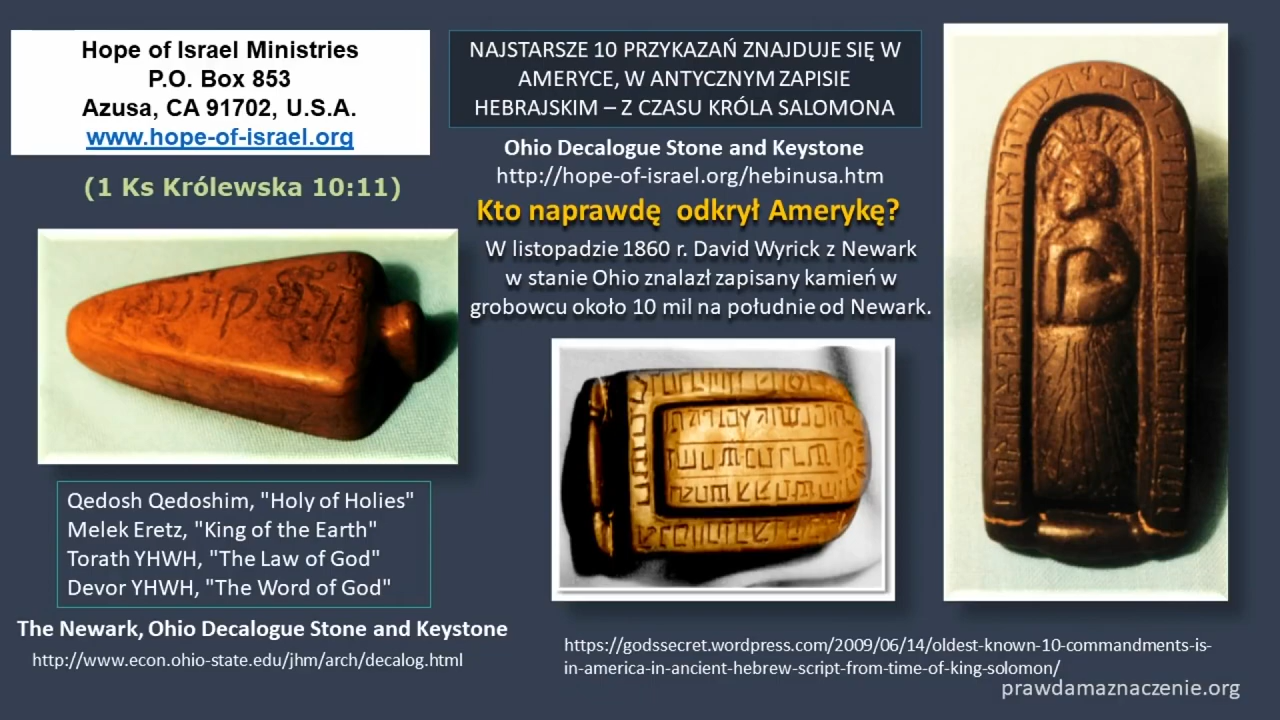 Hope of Israel Ministries
P.O. Box 853
Azusa, CA 91702, U.S.A.
www.hope-of-israel.org
(1 Ks Królewska 10:11)
NAJSTARSZE 10 PRZYKAZAŃ ZNAJDUJE SIĘ W
AMERYCE, W ANTYCZNYM ZAPISIE
HEBRAJSKIM – Z CZASU KRÓLA SALOMONA
Ohio Decalogue Stone and Keystone
http://hope-of-israel.org/hebinusa.htm
Kto naprawdę odkrył Amerykę?
W listopadzie 1860 r. David Wyrick z Newark
w stanie Ohio znalazł zapisany kamień w
grobowcu około 10 mil na południe od Newark.
Qedosh Qedoshim, "Holy of Holies"
Melek Eretz, "King of the Earth"
Torath YHWH, "The Law of God"
Devor YHWH, "The Word of God"
The Newark, Ohio Decalogue Stone and Keystone
http://www.econ.ohio-state.edu/jhm/arch/decalog.html
https://godssecret.wordpress.com/2009/06/14/oldest-known-10-commandments-is-
in-america-in-ancient-hebrew-script-from-time-of-king-solomon/
prawdamaznaczenie.org